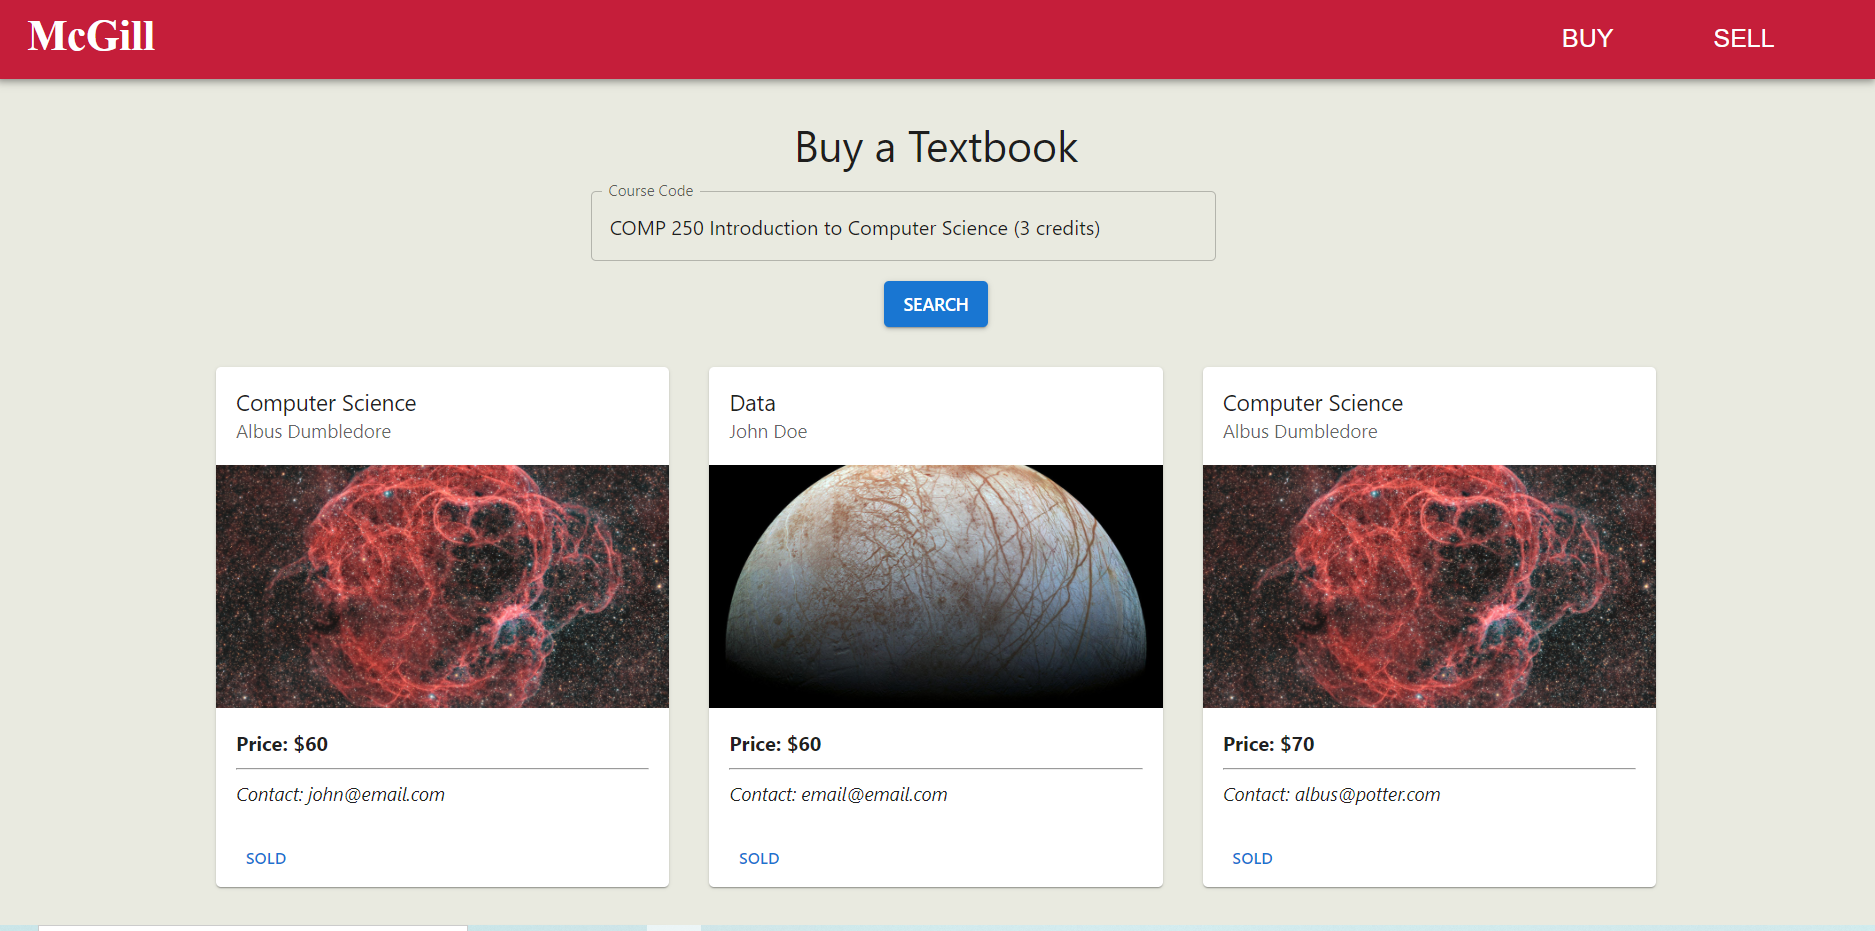 McGill
BUY
SELL
Buy a Textbook
Course Code
COMP 250 Introduction to Computer Science (3 credits)
SEARCH
Computer Science
Albus Dumbledore
Price: $60
Contact: john@email.com
SOLD
Data
John Doe
Price: $60
Contact: email@email.com
SOLD
Computer Science
Albus Dumbledore
Price: $70
Contact: albus@potter.com
SOLD